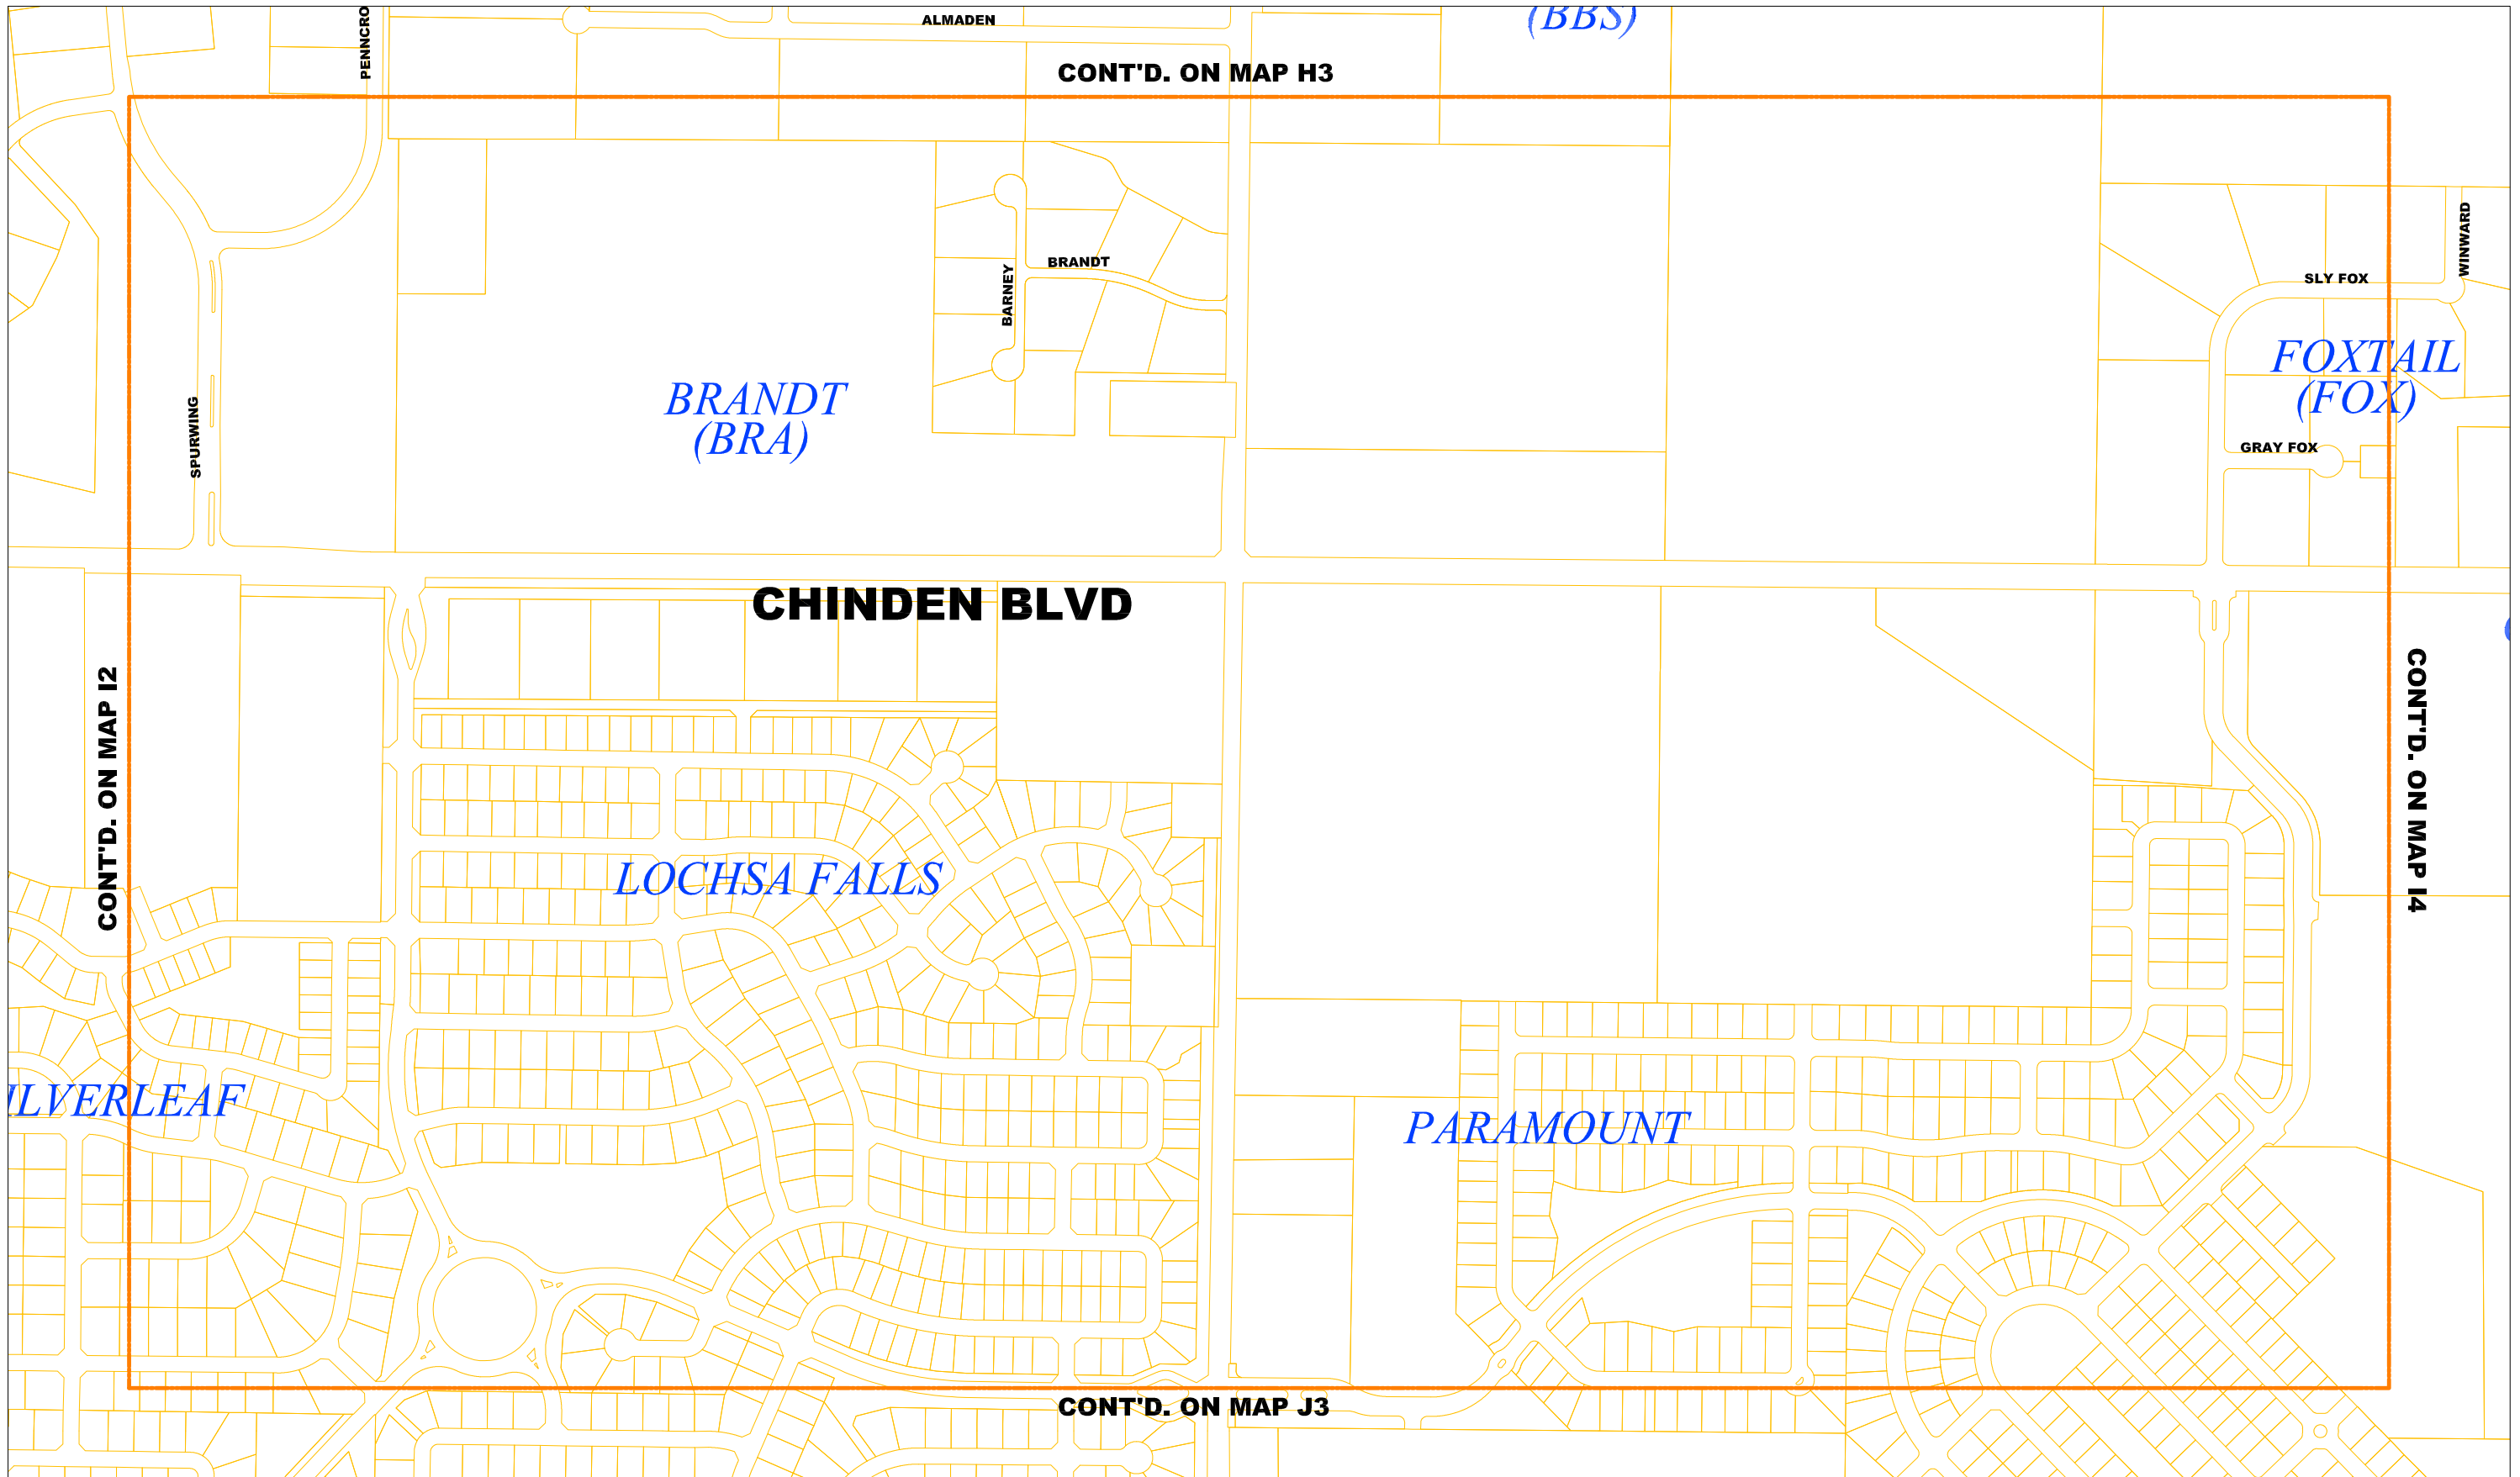 (BBS)
ALMADEN
PENNCRO
CONT'D. ON MAP H3
WINWARD
BRANDT
BARNEY
SLY FOX
FOXTAIL
(FOX)
BRANDT
(BRA)
SPURWING
GRAY FOX
CHINDEN BLVD
CONT'D. ON MAP I2
CONT'D. ON MAP I4
LOCHSA FALLS
ILVERLEAF
PARAMOUNT
CONT'D. ON MAP J3